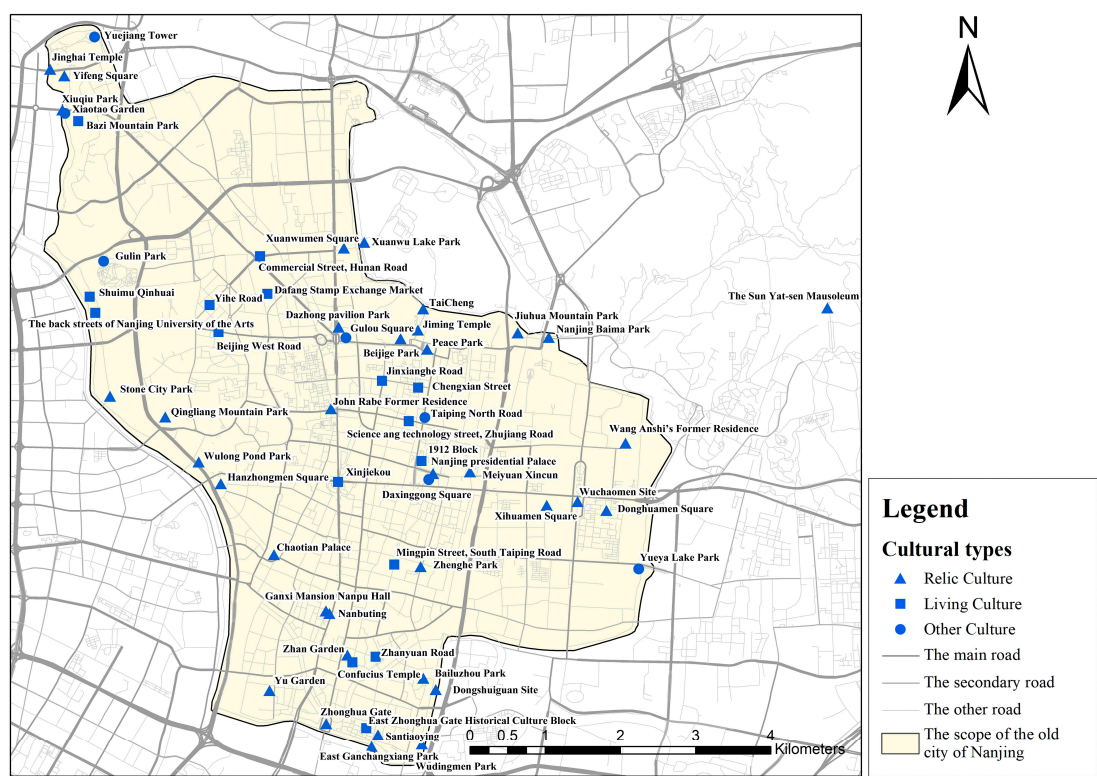 N
Yuejiang Tower
Jinghai Temple
Yifeng Square
Xiuqiu Park
Xiaotao Garden
Bazi Mountain Park
Xuanwumen Square
Xuanwu Lake Park
Gulin Park
Commercial Street, Hunan Road
Shuimu Qinhuai
Yihe Road
Dafang Stamp Exchange Market
TaiCheng
The Sun Yat-sen Mausoleum
The back streets of Nanjing University of the Arts
Dazhong pavilion Park
Gulou Square
Jiming Temple
Jiuhua Mountain Park
Nanjing Baima Park
Beijing West Road
Beijige Park
Peace Park
Jinxianghe Road
Chengxian Street
Stone City Park
Qingliang Mountain Park
John Rabe Former Residence
Taiping North Road
Science ang technology street, Zhujiang Road
Wang Anshi's Former Residence
Wulong Pond Park
1912 Block
Nanjing presidential Palace
Hanzhongmen Square
Xinjiekou
Meiyuan Xincun
Daxinggong Square
Wuchaomen Site
Xihuamen Square
Donghuamen Square
Chaotian Palace
Mingpin Street, South Taiping Road
Zhenghe Park
Yueya Lake Park
Ganxi Mansion Nanpu Hall
Nanbuting
Zhan Garden
Zhanyuan Road
Confucius Temple
Bailuzhou Park
Yu Garden
Dongshuiguan Site
Zhonghua Gate
East Zhonghua Gate Historical Culture Block
Santiaoying
East Ganchangxiang Park
Wudingmen Park
0 0.5 1 2 3 4
Kilometers
Legend
Cultural types
Relic Culture
Living Culture
Other Culture
The main road
The secondary road
The other road
The scope of the old
city of Nanjing